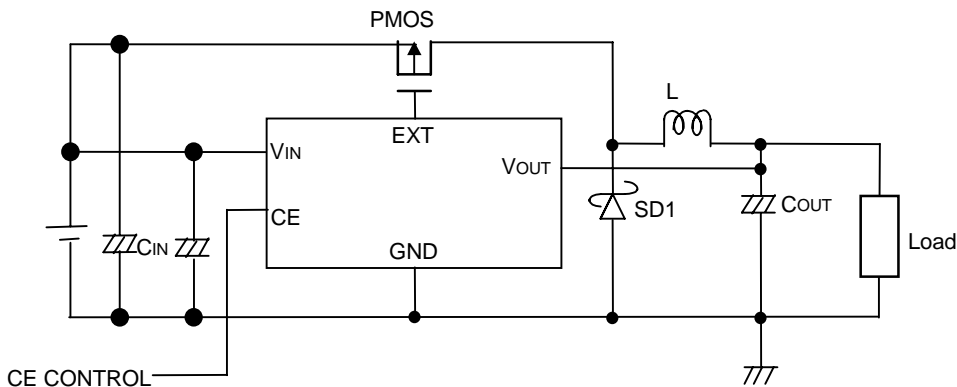 PMOS
L
EXT
VIN
VOUT
CE
SD1
COUT
CIN
GND
Load
CE CONTROL